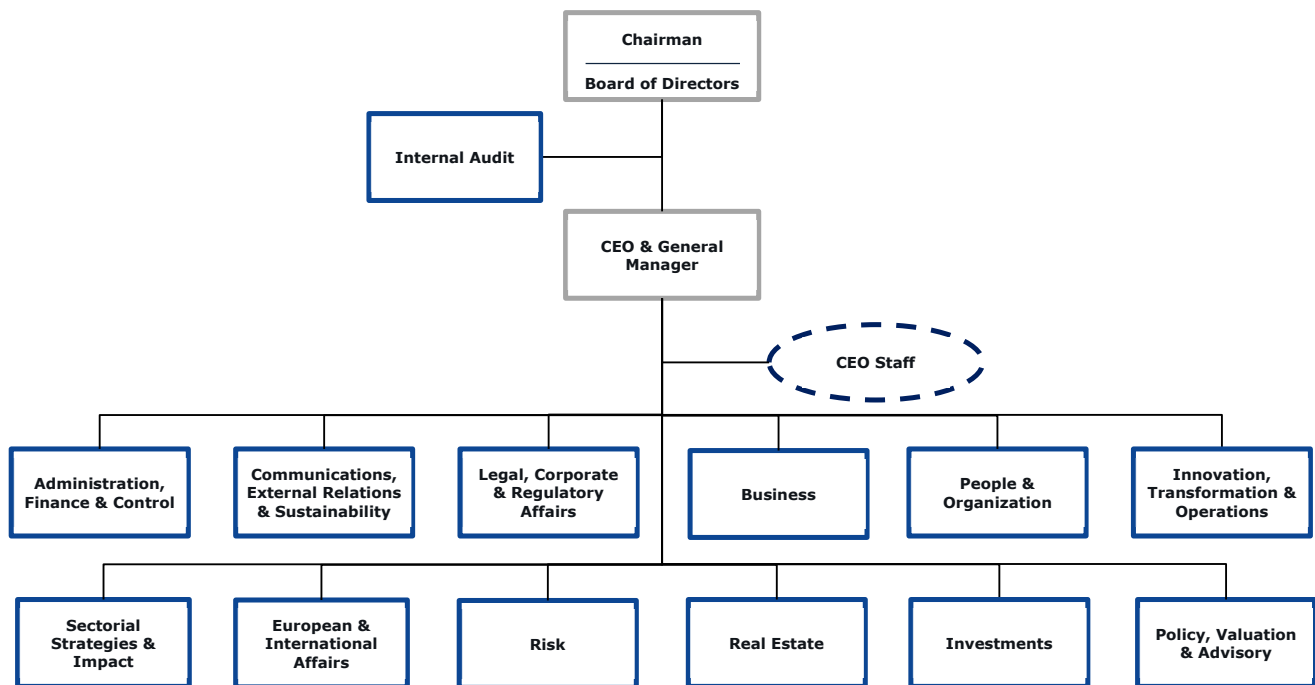 Chairman
Board of Directors
Internal Audit
CEO & General
Manager
CEO Staff
Administration,
Finance & Control
Communications,
External Relations
& Sustainability
Legal, Corporate
& Regulatory
Affairs
Business
People &
Organization
Innovation,
Transformation &
Operations
Sectorial
Strategies &
Impact
European &
International
Affairs
Risk
Real Estate
Investments
Policy, Valuation
& Advisory